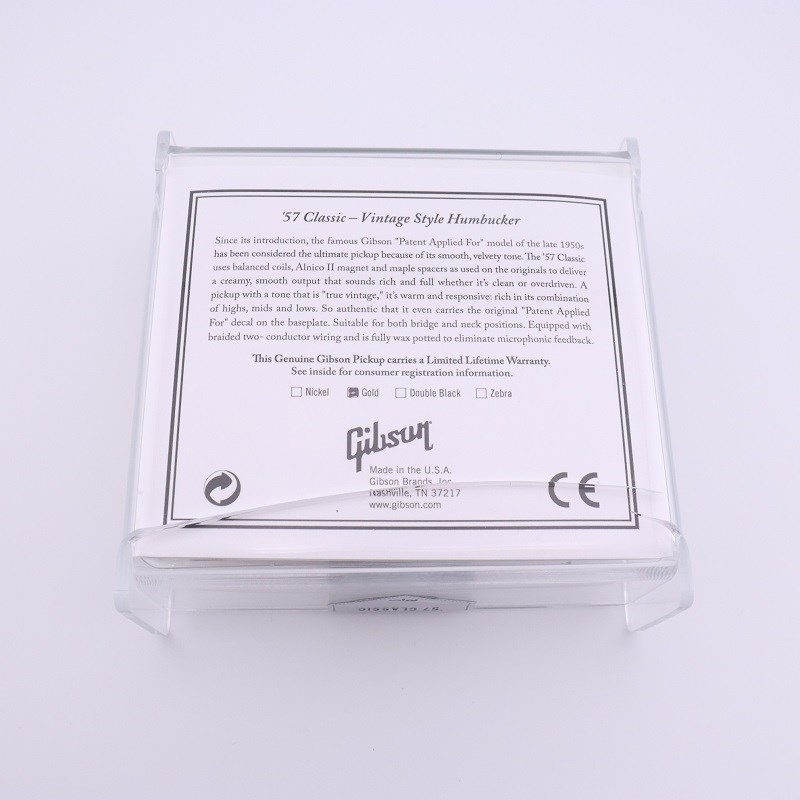 '57 Classic – Vintage Style Humbucker
Since its introduction, the famous Gibson "Patent Applied For" model of the late 1950s
has been considered the ultimate pickup because of its smooth, velvety tone. The '57 Classic
uses balanced coils, Alnico II magnet and maple spacers as used on the originals to deliver
a creamy, smooth output that sounds rich and full whether it's clean or overdriven. A
pickup with a tone that is "true vintage," it's warm and responsive: rich in its combination
of highs, mids and lows. So authentic that it even carries the original "Patent Applied
For" decal on the baseplate. Suitable for both bridge and neck positions. Equipped with
braided two- conductor wiring and is fully wax potted to eliminate microphonic feedback.
This Genuine Gibson Pickup carries a Limited Lifetime Warranty.
See inside for consumer registration information.
Nickel Gold Double Black Zebra
Gibson
Made in the U.S.A.
Gibson Brands, Inc.
Nashville, TN 37217
www.gibson.com
CE
'57 CLASSIC